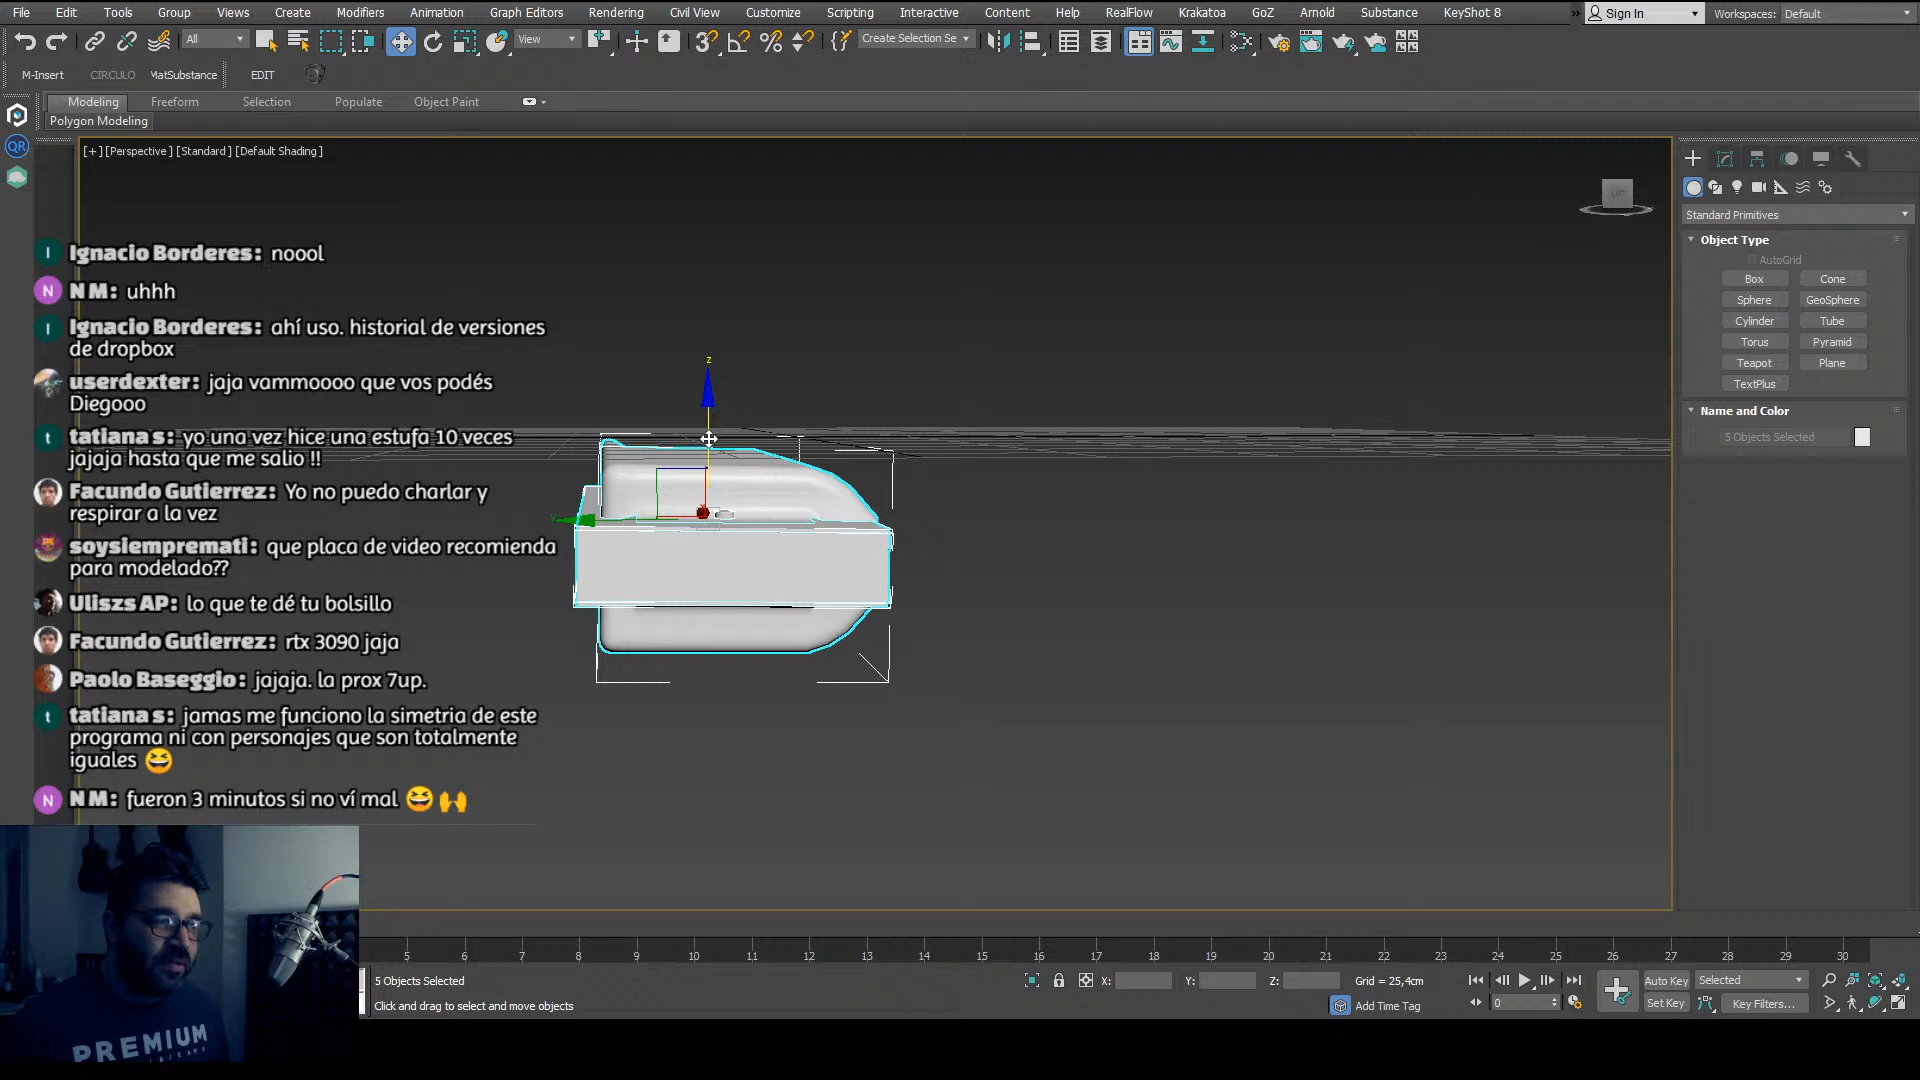 File Edit Tools Group Views Create Modifiers Animation Graph Editors Rendering Civil View Customize Scripting Interactive Content Help RealFlow Krakatoa GoZ Arnold Substance KeyShot 8 » Sign In Workspaces: Default
All View Create Selection Se
M-Insert CIRCULO MatSubstance EDIT
Modeling Freeform Selection Populate Object Paint
Polygon Modeling
QR
[+] [Perspective] [Standard] [Default Shading]
Standard Primitives
Object Type
AutoGrid
Box Cone
Sphere GeoSphere
Cylinder Tube
Torus Pyramid
Teapot Plane
TextPlus
Name and Color
5 Objects Selected
I Ignacio Borderes: noool
N N M: uhhh
I Ignacio Borderes: ahí uso. historial de versiones
de dropbox
userdexter: jaja vammoooo que vos podés
Diegooo
t tatiana s: yo una vez hice una estufa 10 veces
jajaja hasta que me salio !!
Facundo Gutierrez: Yo no puedo charlar y
respirar a la vez
soysiemprematì: que placa de video recomienda
para modelado??
Uliszs AP: lo que te dé tu bolsillo
Facundo Gutierrez: rtx 3090 jaja
Paolo Baseggio: jajaja. la prox 7up.
t tatiana s: jamas me funciono la simetria de este
programa ni con personajes que son totalmente
iguales 😆
N N M: fueron 3 minutos si no ví mal 😆 🙌
z
y
PREMIUM
5 6 7 8 9 10 11 12 13 14 15 16 17 18 19 20 21 22 23 24 25 26 27 28 29 30
5 Objects Selected X: Y: Z: Grid = 25,4cm Auto Key Selected
Click and drag to select and move objects Add Time Tag 0 Set Key Key Filters...